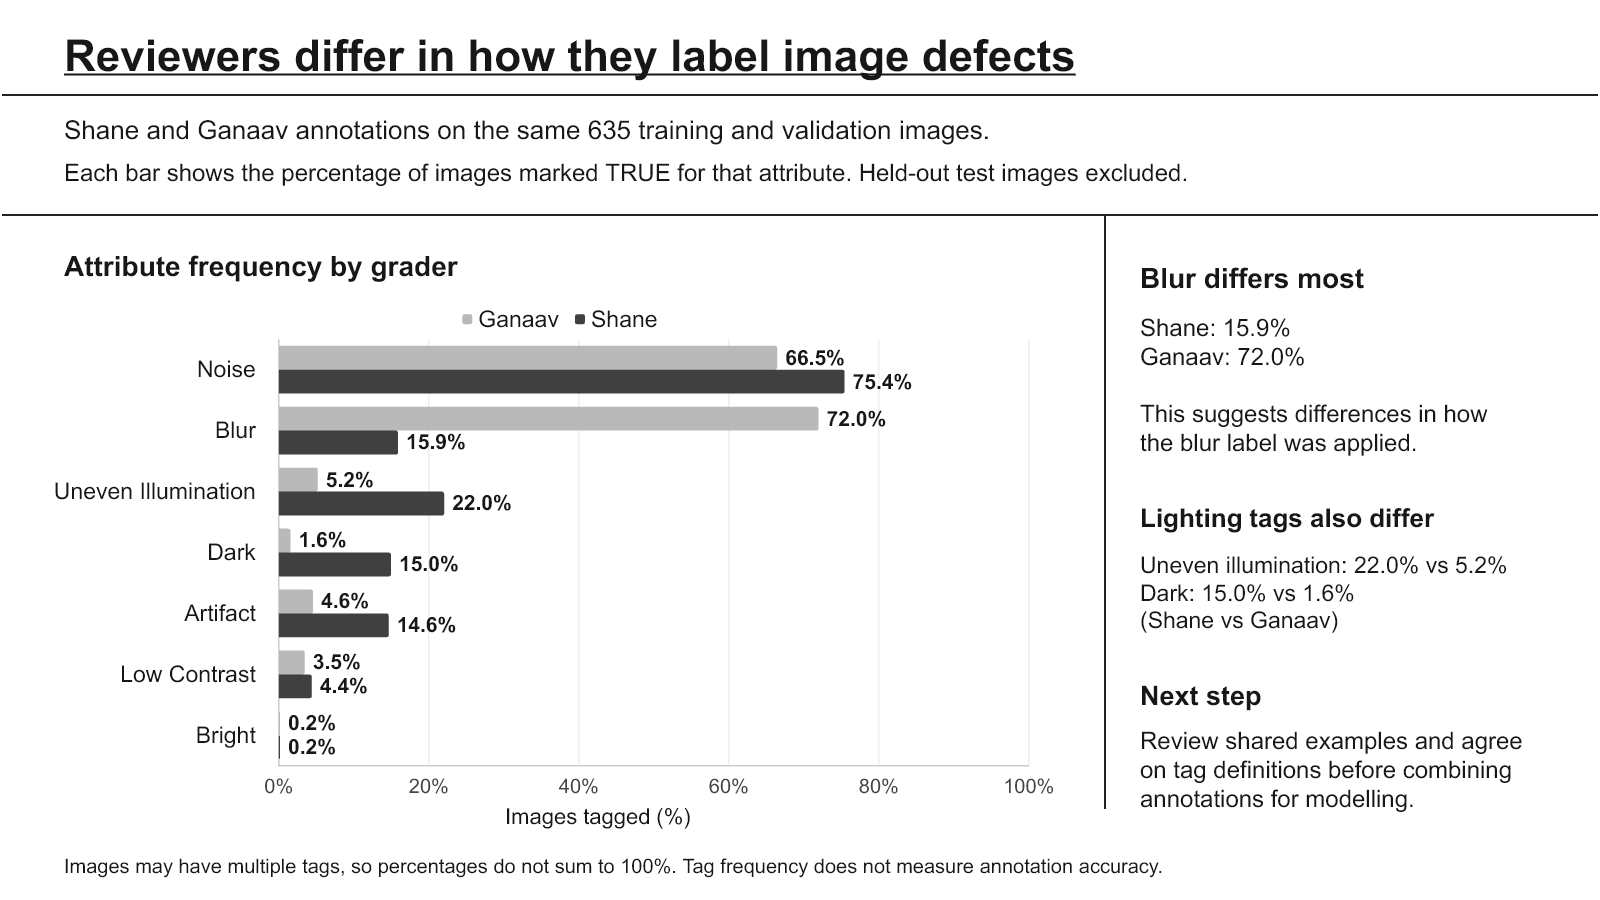 Reviewers differ in how they label image defects
Shane and Ganaav annotations on the same 635 training and validation images.
Each bar shows the percentage of images marked TRUE for that attribute. Held-out test images excluded.
Attribute frequency by grader
Ganaav Shane
Noise
66.5%
75.4%
Blur
72.0%
15.9%
Uneven Illumination
5.2%
22.0%
Dark
1.6%
15.0%
Artifact
4.6%
14.6%
Low Contrast
3.5%
4.4%
Bright
0.2%
0.2%
0% 20% 40% 60% 80% 100%
Images tagged (%)
Blur differs most
Shane: 15.9%
Ganaav: 72.0%
This suggests differences in how
the blur label was applied.
Lighting tags also differ
Uneven illumination: 22.0% vs 5.2%
Dark: 15.0% vs 1.6%
(Shane vs Ganaav)
Next step
Review shared examples and agree
on tag definitions before combining
annotations for modelling.
Images may have multiple tags, so percentages do not sum to 100%. Tag frequency does not measure annotation accuracy.